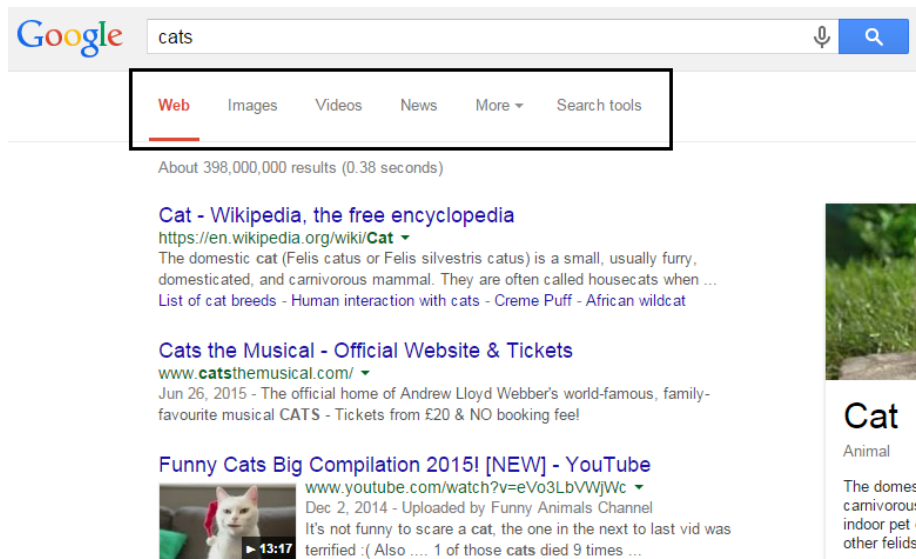 Google
cats
Web Images Videos News More Search tools
About 398,000,000 results (0.38 seconds)
Cat - Wikipedia, the free encyclopedia
https://en.wikipedia.org/wiki/Cat
The domestic cat (Felis catus or Felis silvestris catus) is a small, usually furry,
domesticated, and carnivorous mammal. They are often called housecats when ...
List of cat breeds - Human interaction with cats - Creme Puff - African wildcat
Cats the Musical - Official Website & Tickets
www.catsthemusical.com/
Jun 26, 2015 - The official home of Andrew Lloyd Webber's world-famous, family-
favourite musical CATS - Tickets from £20 & NO booking fee!
Funny Cats Big Compilation 2015! [NEW] - YouTube
www.youtube.com/watch?v=eVo3LbVWjWc
Dec 2, 2014 - Uploaded by Funny Animals Channel
It's not funny to scare a cat, the one in the next to last vid was
terrified :( Also .... 1 of those cats died 9 times ...
13:17
Cat
Animal
The domes
carnivorous
indoor pet
other felids